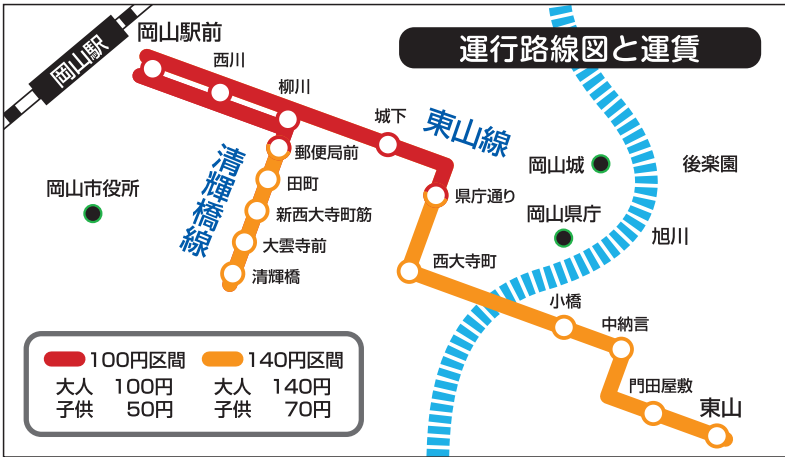 運行路線図と運賃
岡山駅
岡山駅前
西川
柳川
城下
東山線
清輝橋線
郵便局前
田町
新西大寺町筋
大雲寺前
清輝橋
県庁通り
西大寺町
小橋
中納言
門田屋敷
東山
岡山市役所
岡山城
後楽園
岡山県庁
旭川
100円区間 140円区間
大人 100円 大人 140円
子供 50円 子供 70円